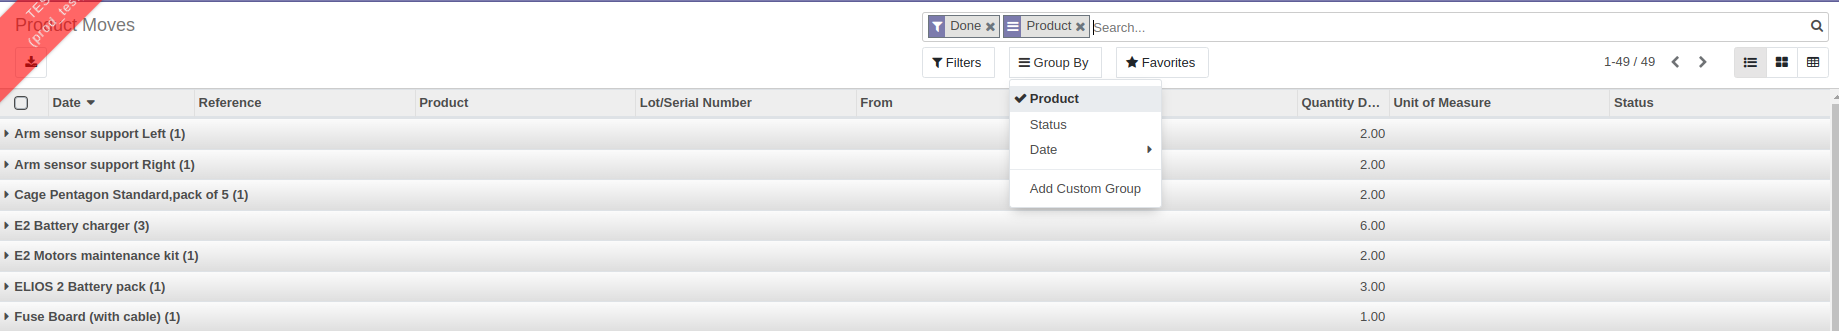 TES
(prod_tes
Product Moves
Done
Product
Search...
Filters
Group By
Favorites
1-49 / 49
Date
Reference
Product
Lot/Serial Number
From
Quantity D...
Unit of Measure
Status
Product
Status
Date
Add Custom Group
Arm sensor support Left (1) 2.00
Arm sensor support Right (1) 2.00
Cage Pentagon Standard,pack of 5 (1) 2.00
E2 Battery charger (3) 6.00
E2 Motors maintenance kit (1) 2.00
ELIOS 2 Battery pack (1) 3.00
Fuse Board (with cable) (1) 1.00